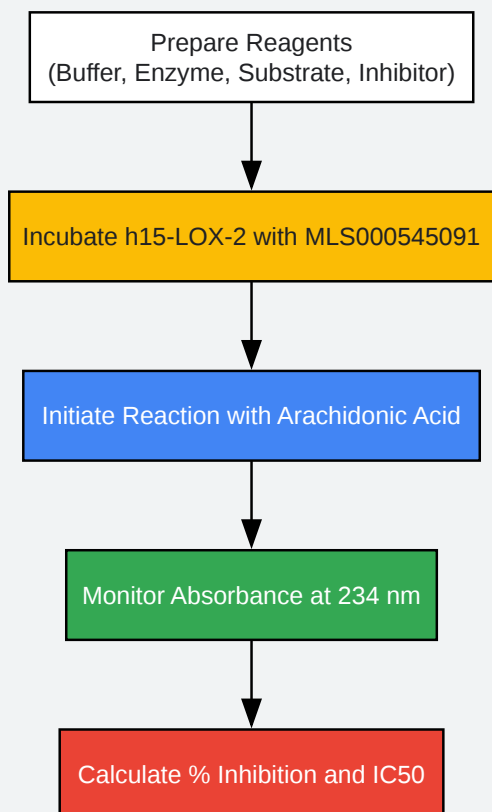 Prepare Reagents
(Buffer, Enzyme, Substrate, Inhibitor)
Incubate h15-LOX-2 with MLS000545091
Initiate Reaction with Arachidonic Acid
Monitor Absorbance at 234 nm
Calculate % Inhibition and IC50